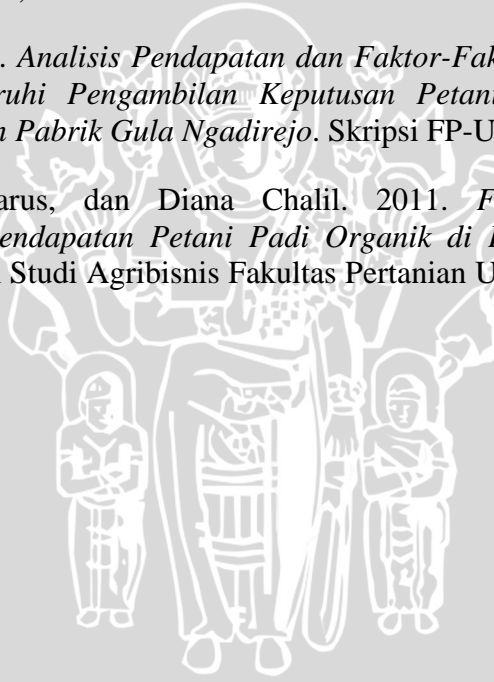 . Analisis Pendapatan dan Faktor-Fak
ruhi Pengambilan Keputusan Petani
n Pabrik Gula Ngadirejo. Skripsi FP-U
arus, dan Diana Chalil. 2011. F
endapatan Petani Padi Organik di
Studi Agribisnis Fakultas Pertanian U